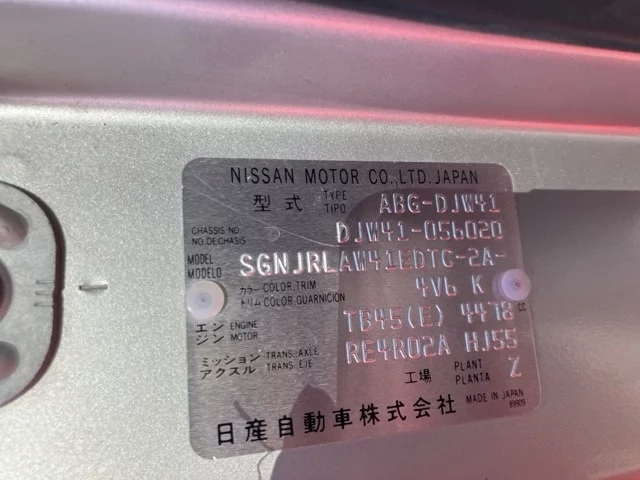 NISSAN MOTOR CO.,LTD.JAPAN
型式 TYPE TIPO ABG-DJW41
CHASSIS NO. NO DE CHASIS DJW41-056020
MODEL MODELO SGNJRLAW41EDTC-2A-
カラー COLOR,TRIM トリム COLOR,GUARNICION 4V6 K
エンジン ENGINE MOTOR TB45(E) 4478 CC
ミッション アクスル TRANS.AXLE TRANS.EJE RE4R02A HJ55
工場 PLANT PLANTA Z
日産自動車株式会社 MADE IN JAPAN
89909